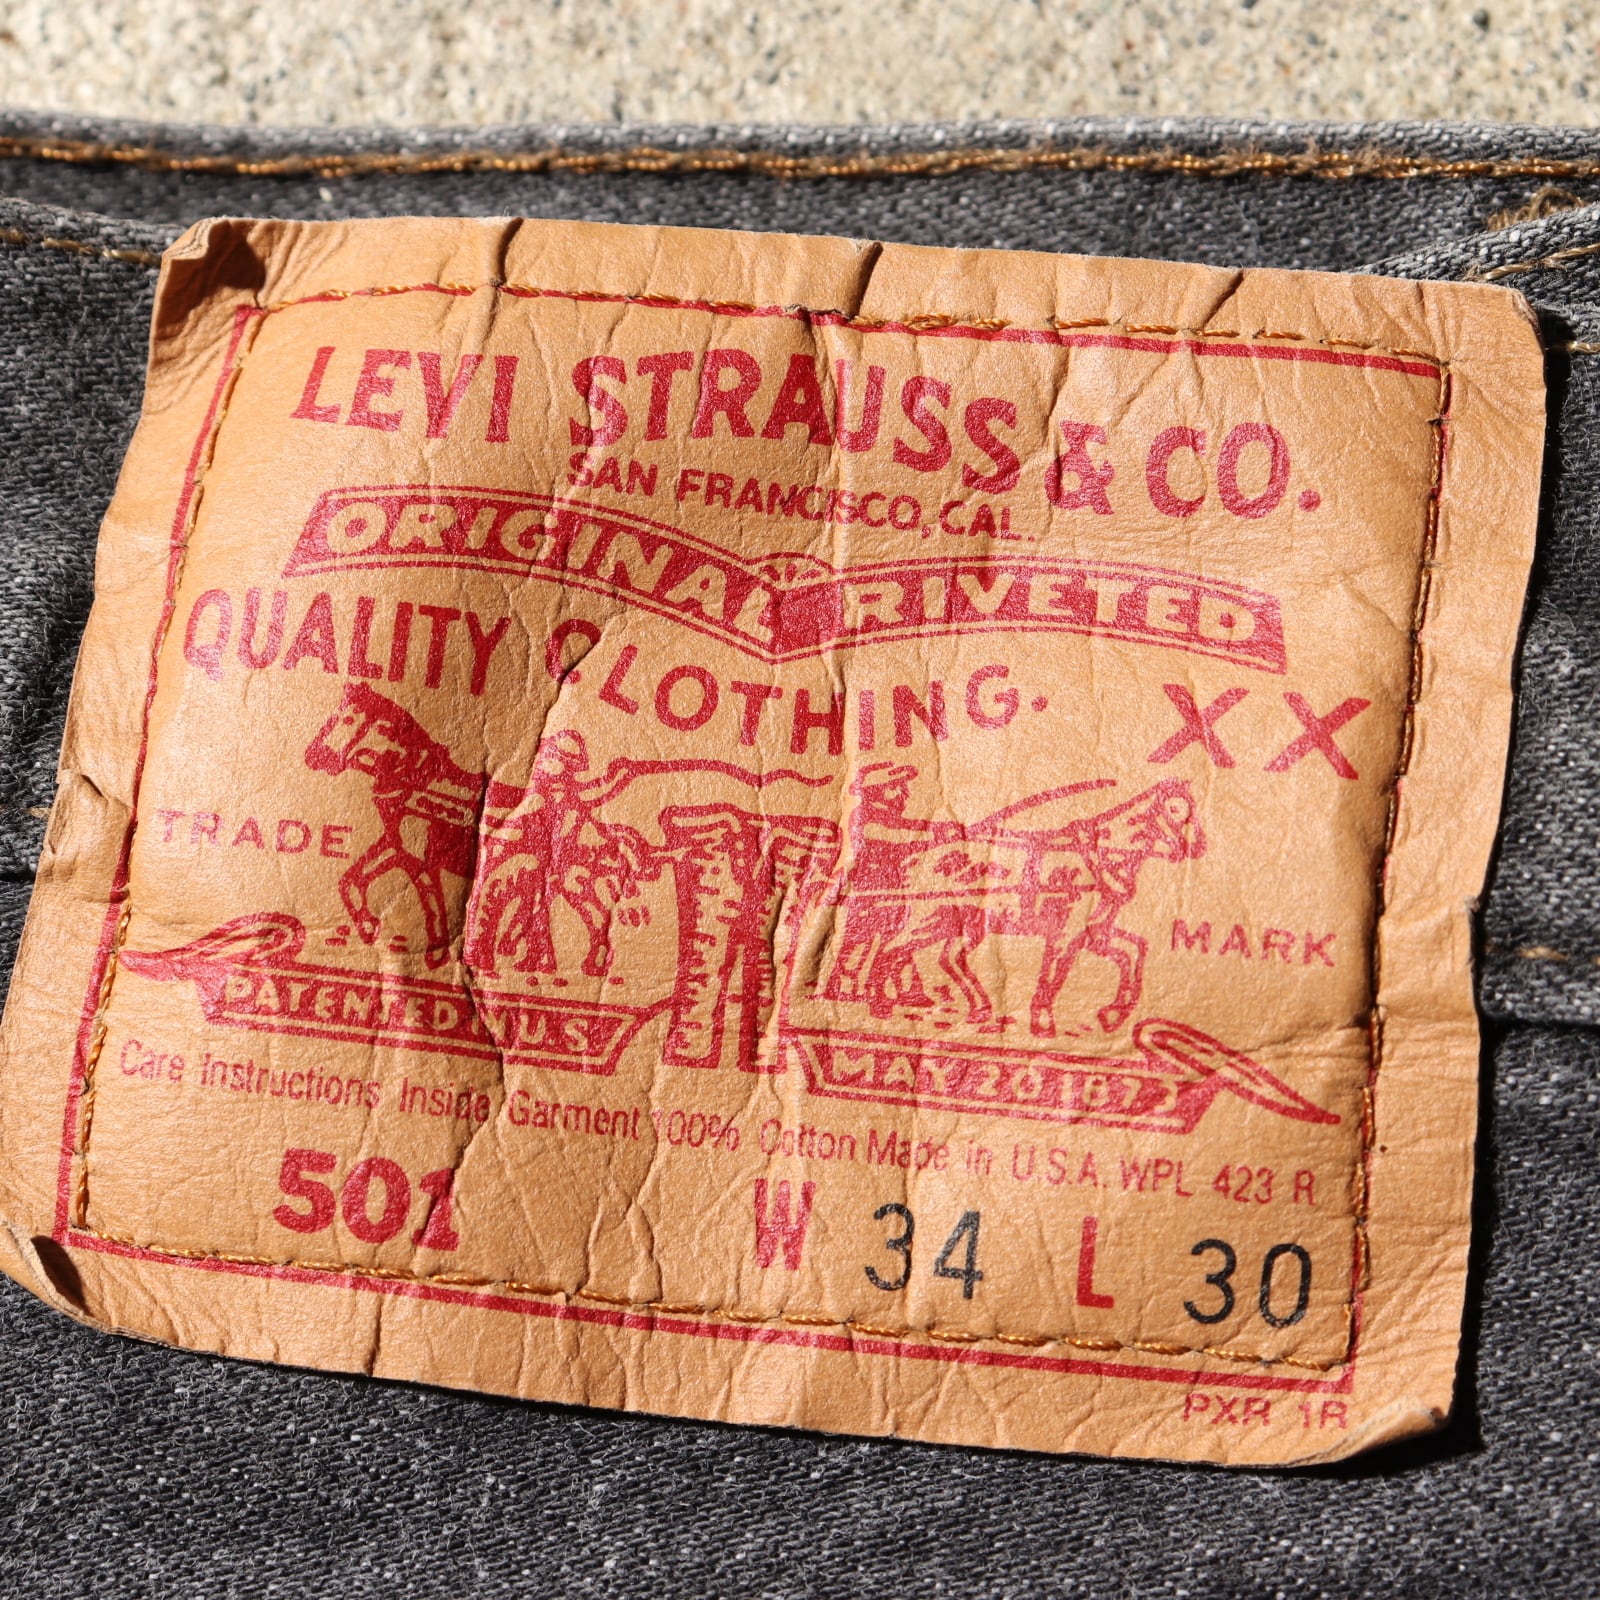 LEVI STRAUSS & CO.
SAN FRANCISCO, CAL.
ORIGINAL RIVETED
QUALITY CLOTHING.
XX
TRADE MARK
PATENTED IN U.S.
MAY 20 1873
Care Instructions Inside Garment 100% Cotton Made in U.S.A. WPL 423 R
501 W 34 L 30
PXR 1R